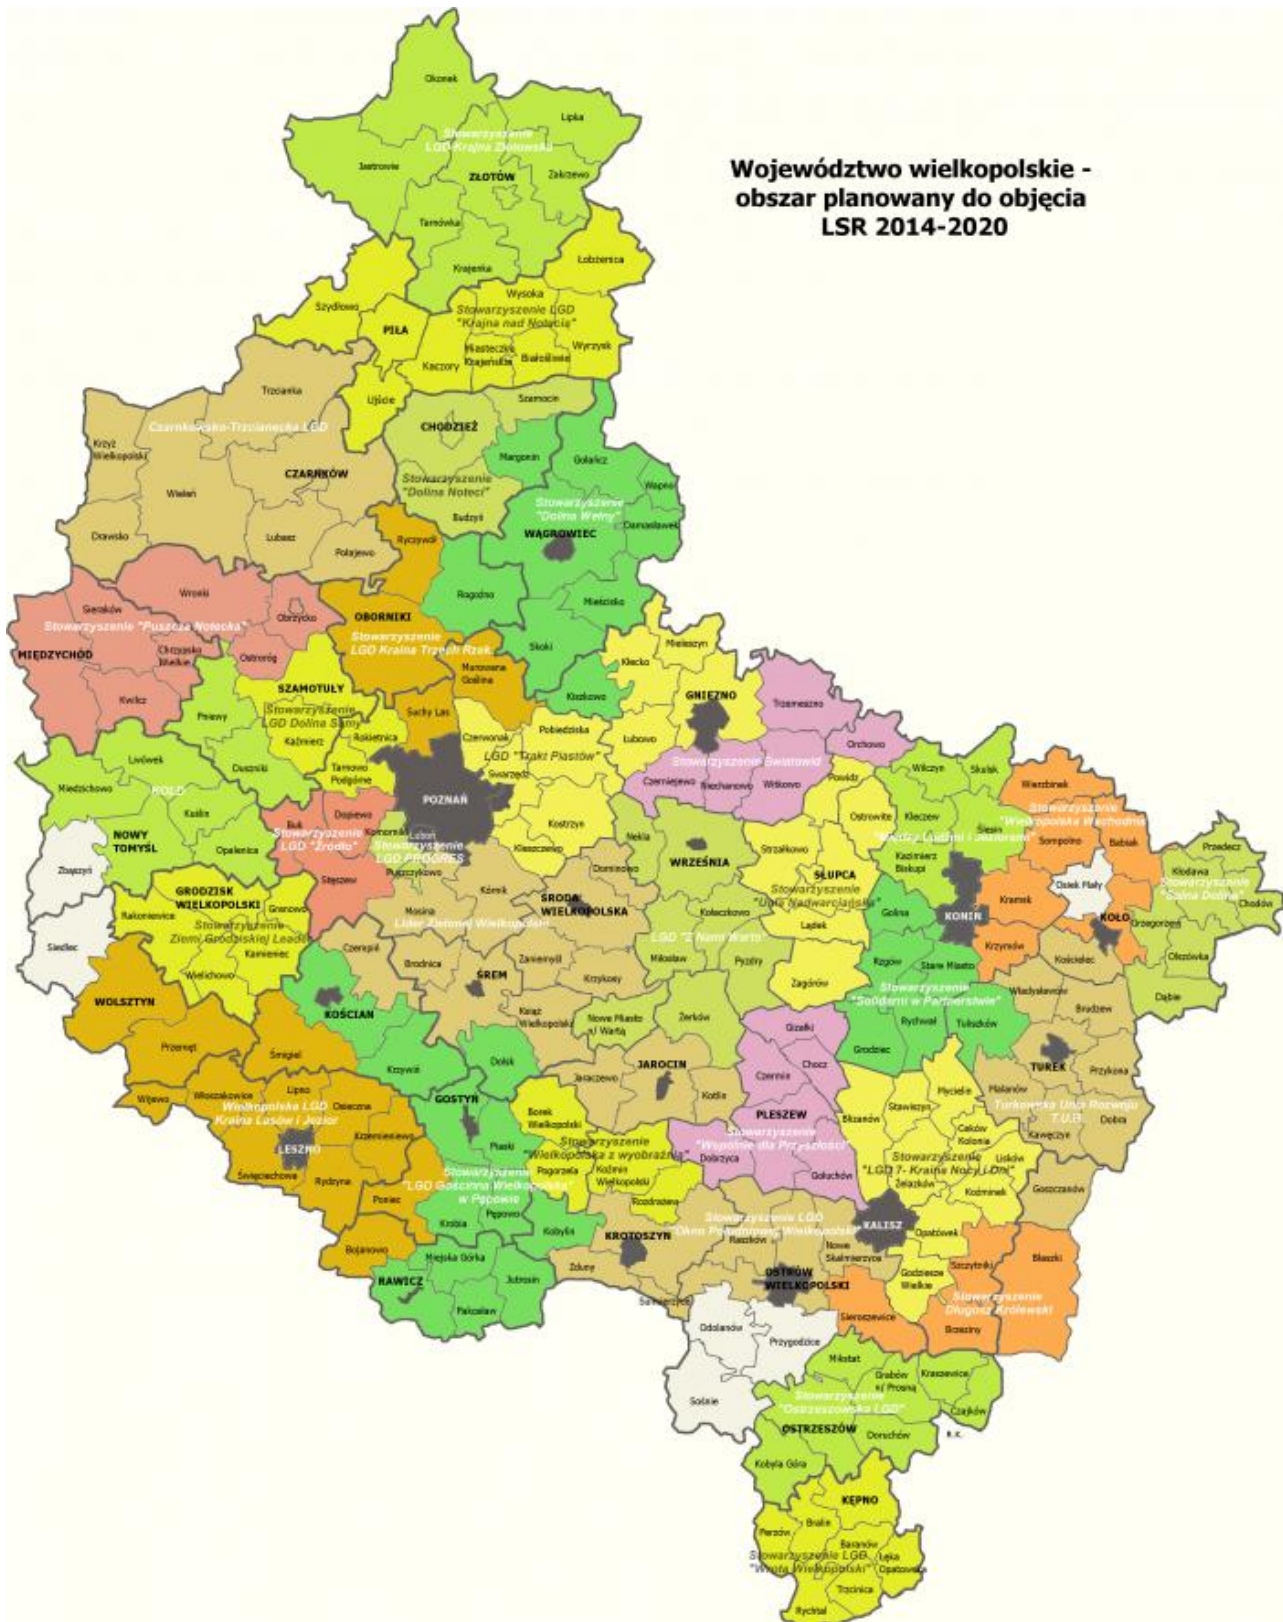 Województwo wielkopolskie -
obszar planowany do objęcia
LSR 2014-2020
Okonek
Lipka
Stowarzyszenie
LGD Krajna Złotowska
Jastrowie
ZŁOTÓW
Zakrzewo
Tarnówka
Krajenka
Łobżenica
Szydłowo
Wysoka
Stowarzyszenie LGD
"Krajna nad Notecią"
PIŁA
Kaczory
Miasteczko
Krajeńskie
Białośliwie
Wyrzysk
Trzcianka
Ujście
Szamocin
CHODZIEŻ
Czarnkowsko-Trzcianecka LGD
Krzyż
Wielkopolski
Margonin
Gołańcz
CZARNKÓW
Wieleń
Stowarzyszenie
"Dolina Noteci"
Wapno
Stowarzyszenie
"Dolina Wełny"
Budzyń
Damasławek
WĄGROWIEC
Drawsko
Lubasz
Połajewo
Ryczywół
Wronki
Sieraków
Obrzycko
Rogoźno
Mieścisko
Stowarzyszenie "Puszcza Notecka"
OBORNIKI
MIĘDZYCHÓD
Chrzypsko
Wielkie
Ostroróg
Stowarzyszenie
LGD Kraina Trzech Rzek
Skoki
Mieleszyn
Kłecko
Murowana
Goślina
Kwilcz
SZAMOTUŁY
Kiszkowo
GNIEZNO
Trzemeszno
Pniewy
Stowarzyszenie
LGD Dolina Samy
Suchy Las
Kaźmierz
Rokietnica
Czerwonak
Pobiedziska
Łubowo
Orchowo
LGD "Trakt Piastów"
Lwówek
Duszniki
Tarnowo
Podgórne
Swarzędz
Stowarzyszenie Światowid
Czerniejewo
Niechanowo
Witkowo
Powidz
Wilczyn
Skulsk
Miedzichowo
KOLD
Kuślin
POZNAŃ
Wierzbinek
Buk
Dopiewo
Komorniki
Luboń
Stowarzyszenie
LGD "Źródło"
Stowarzyszenie
LGD PROGRES
Kostrzyn
Kleszczewo
Nekla
WRZEŚNIA
Ostrowite
Kleczew
Ślesin
"Między Ludźmi i Jeziorami"
Stowarzyszenie
"Wielkopolska Wschodnia"
NOWY
TOMYŚL
Opalenica
Strzałkowo
Sompolno
Babiak
Przedecz
Zbąszyń
Stęszew
Puszczykowo
Dominowo
SŁUPCA
Kazimierz
Biskupi
Kłodawa
GRODZISK
WIELKOPOLSKI
Granowo
Kórnik
ŚRODA
WIELKOPOLSKA
Kołaczkowo
Stowarzyszenie
"Unia Nadwarciańska"
Osiek Mały
Stowarzyszenie
"Solna Dolina"
Chodów
Rakoniewice
Mosina
Lider Zielonej Wielkopolski
Lądek
Golina
KONIN
Kramsk
KOŁO
Grzegorzew
Stowarzyszenie
Ziemi Grodziskiej Leader
Kamieniec
Siedlec
Czempiń
Brodnica
Zaniemyśl
LGD "Z Nami Warto"
Miłosław
Pyzdry
Rzgów
Stare Miasto
Krzymów
Kościelec
Olszówka
Wielichowo
ŚREM
Krzykosy
Zagórów
Stowarzyszenie
"Solidarni w Partnerstwie"
Władysławów
Dąbie
WOLSZTYN
KOŚCIAN
Książ
Wielkopolski
Nowe Miasto
n/ Wartą
Żerków
Brudzew
Rychwał
Tuliszków
Gizałki
Grodziec
Przemęt
Śmigiel
Krzywiń
Dolsk
JAROCIN
Chocz
TUREK
Jaraczewo
Czermin
Przykona
Wijewo
Włoszakowice
Lipno
Osieczna
GOSTYŃ
Kotlin
Mycielin
Malanów
Wielkopolska LGD
Kraina Lasów i Jezior
Borek
Wielkopolski
PLESZEW
Blizanów
Stawiszyn
Ceków
Kolonia
Turkowska Unia Rozwoju
T.U.R.
Dobra
Kawęczyn
LESZNO
Krzemieniewo
Piaski
Stowarzyszenie
"Wielkopolska z wyobraźnią"
Stowarzyszenie
"Wspólnie dla Przyszłości"
Dobrzyca
Stowarzyszenie
"LGD 7- Kraina Nocy i Dni"
Lisków
Święciechowa
Rydzyna
Stowarzyszenie
"LGD Gościnna Wielkopolska"
w Pępowie
Pogorzela
Koźmin
Wielkopolski
Gołuchów
Żelazków
Koźminek
Goszczanów
Poniec
Krobia
Pępowo
Rozdrażew
Kobylin
KROTOSZYN
Stowarzyszenie LGD
"Okno Południowej Wielkopolski"
Raszków
Nowe
Skalmierzyce
KALISZ
Opatówek
Bojanowo
Miejska Górka
Zduny
OSTRÓW
WIELKOPOLSKI
Godziesze
Wielkie
Szczytniki
Błaszki
RAWICZ
Jutrosin
Pakosław
Sieroszewice
Stowarzyszenie
Długosz Królewski
Brzeziny
Odolanów
Przygodzice
Sośnie
Mikstat
Grabów
n/ Prosną
Kraszewice
Stowarzyszenie
"Ostrzeszowska LGD"
Czajków
OSTRZESZÓW
Doruchów
R.K.
Kobyla Góra
KĘPNO
Bralin
Perzów
Baranów
Stowarzyszenie LGD
"Wrota Wielkopolski"
Łęka
Opatowska
Trzcinica
Rychtal